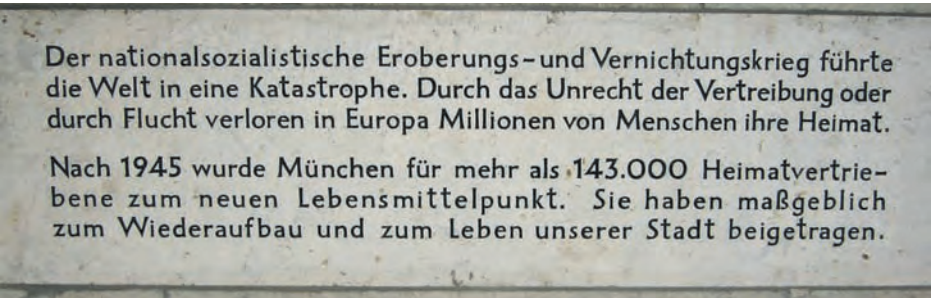 Der nationalsozialistische Eroberungs-und Vernichtungskrieg führte
die Welt in eine Katastrophe. Durch das Unrecht der Vertreibung oder
durch Flucht verloren in Europa Millionen von Menschen ihre Heimat.
Nach 1945 wurde München für mehr als 143.000 Heimatvertrie-
bene zum neuen Lebensmittelpunkt. Sie haben maßgeblich
zum Wiederaufbau und zum Leben unserer Stadt beigetragen.